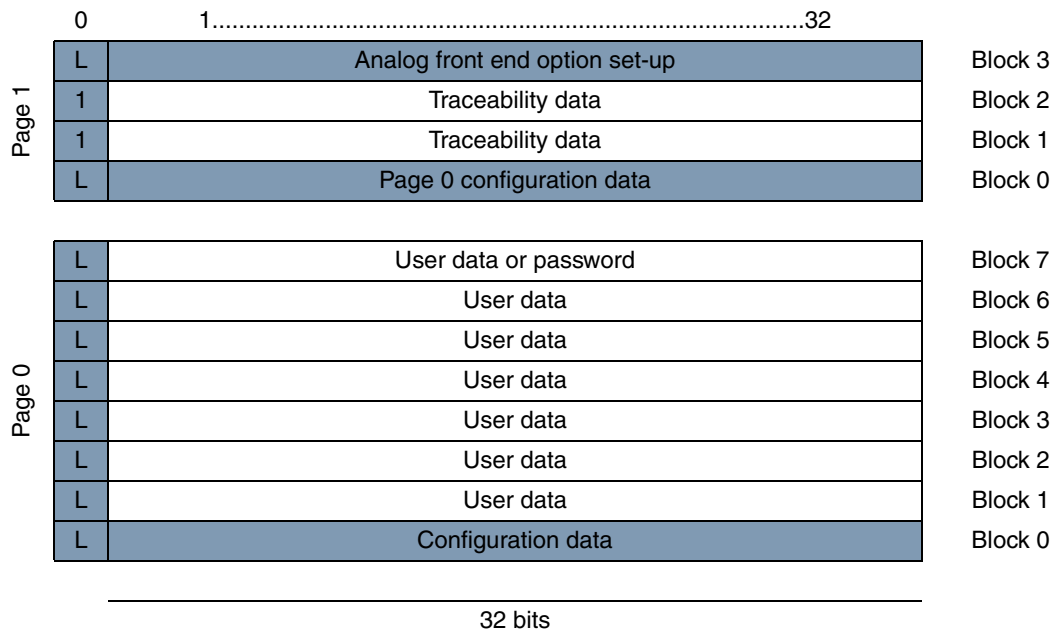 0 1..........................................................................................32
L Analog front end option set-up Block 3
1 Traceability data Block 2
1 Traceability data Block 1
L Page 0 configuration data Block 0
Page 1
L User data or password Block 7
L User data Block 6
L User data Block 5
L User data Block 4
L User data Block 3
L User data Block 2
L User data Block 1
L Configuration data Block 0
Page 0
32 bits